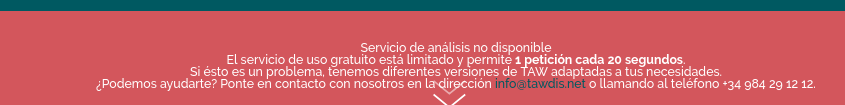 Servicio de análisis no disponible
El servicio de uso gratuito está limitado y permite 1 petición cada 20 segundos.
Si ésto es un problema, tenemos diferentes versiones de TAW adaptadas a tus necesidades.
¿Podemos ayudarte? Ponte en contacto con nosotros en la dirección info@tawdis.net o llamando al teléfono +34 984 29 12 12.